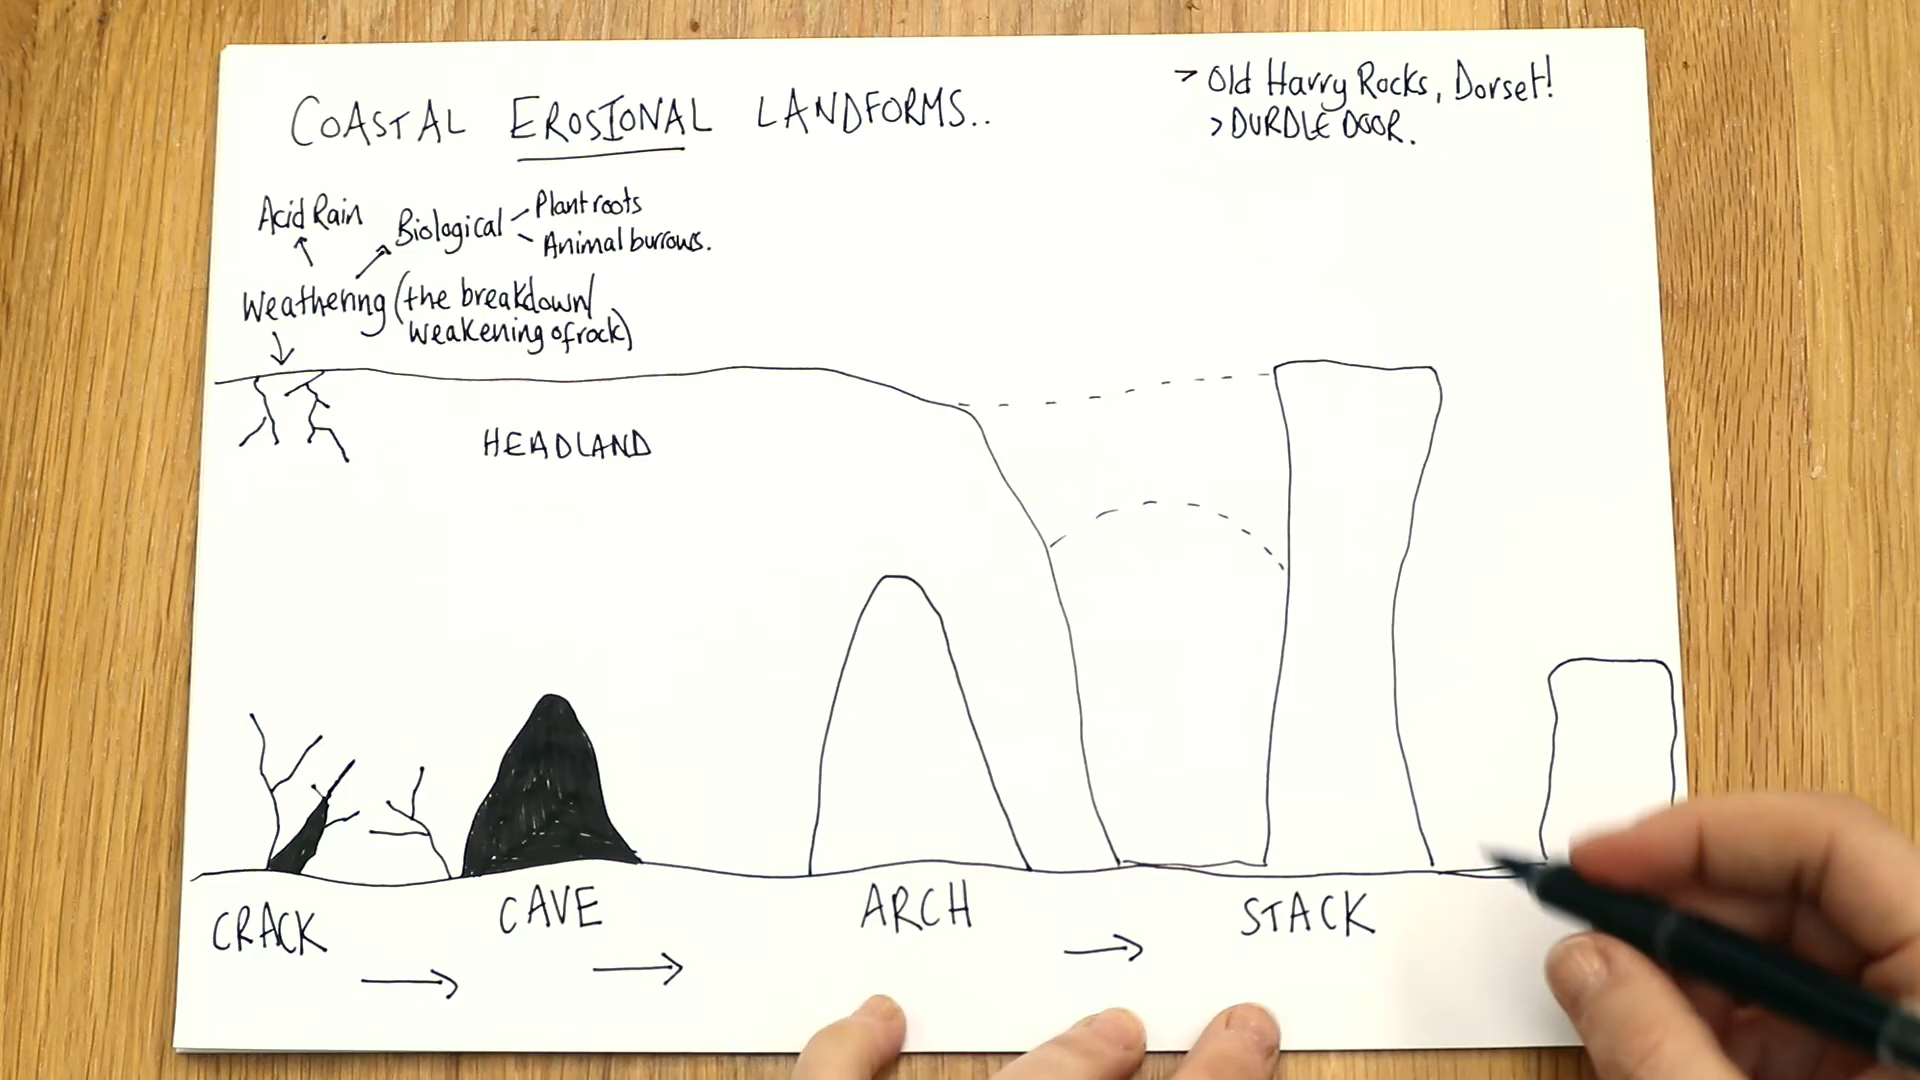 COASTAL EROSIONAL LANDFORMS..
> Old Harry Rocks, Dorset!
> DURDLE DOOR.
Acid Rain
Biological
Plant roots
Animal burrows.
Weathering (the breakdown/
weakening of rock)
HEADLAND
CRACK
CAVE
ARCH
STACK